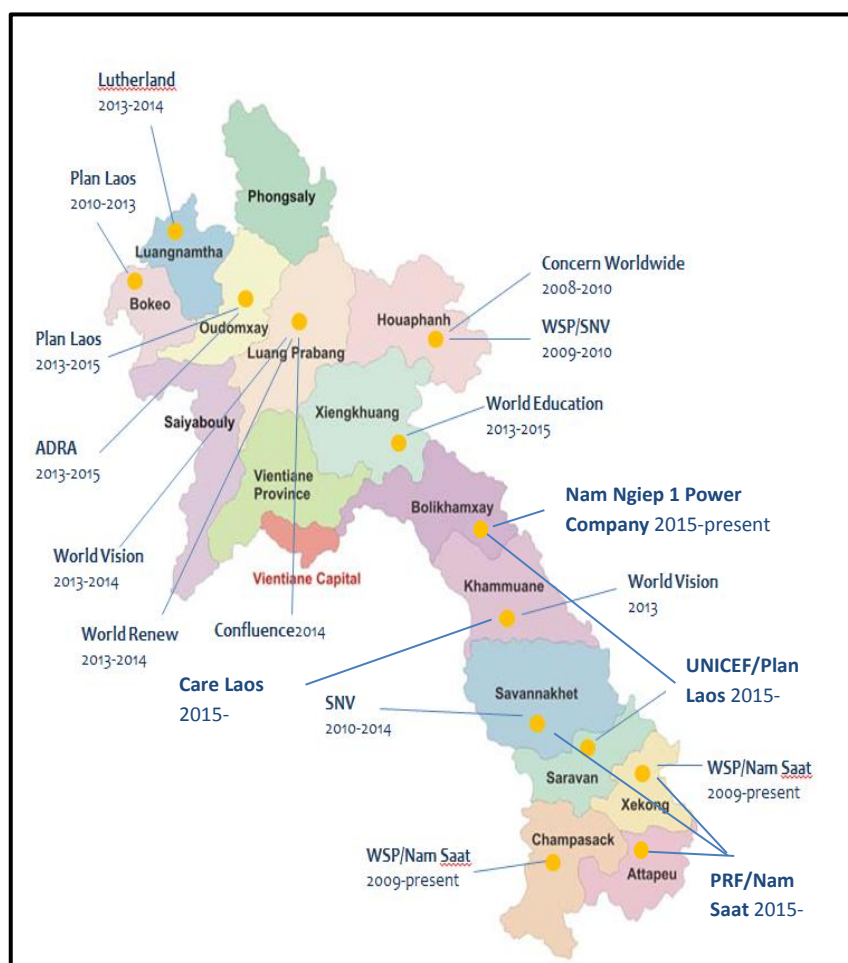 Lutherland
2013-2014
Plan Laos
2010-2013
Phongsaly
Luangnamtha
Bokeo
Oudomxay
Luang Prabang
Houaphanh
Concern Worldwide
2008-2010
WSP/SNV
2009-2010
Plan Laos
2013-2015
Saiyabouly
Xiengkhuang
World Education
2013-2015
ADRA
2013-2015
Vientiane
Province
Bolikhamxay
Nam Ngiep 1 Power
Company 2015-present
World Vision
2013-2014
Vientiane Capital
Khammuane
World Vision
2013
World Renew
2013-2014
Confluence2014
Care Laos
2015-
UNICEF/Plan
Laos 2015-
Savannakhet
SNV
2010-2014
Saravan
WSP/Nam Saat
2009-present
Xekong
Champasack
WSP/Nam Saat
2009-present
Attapeu
PRF/Nam
Saat 2015-